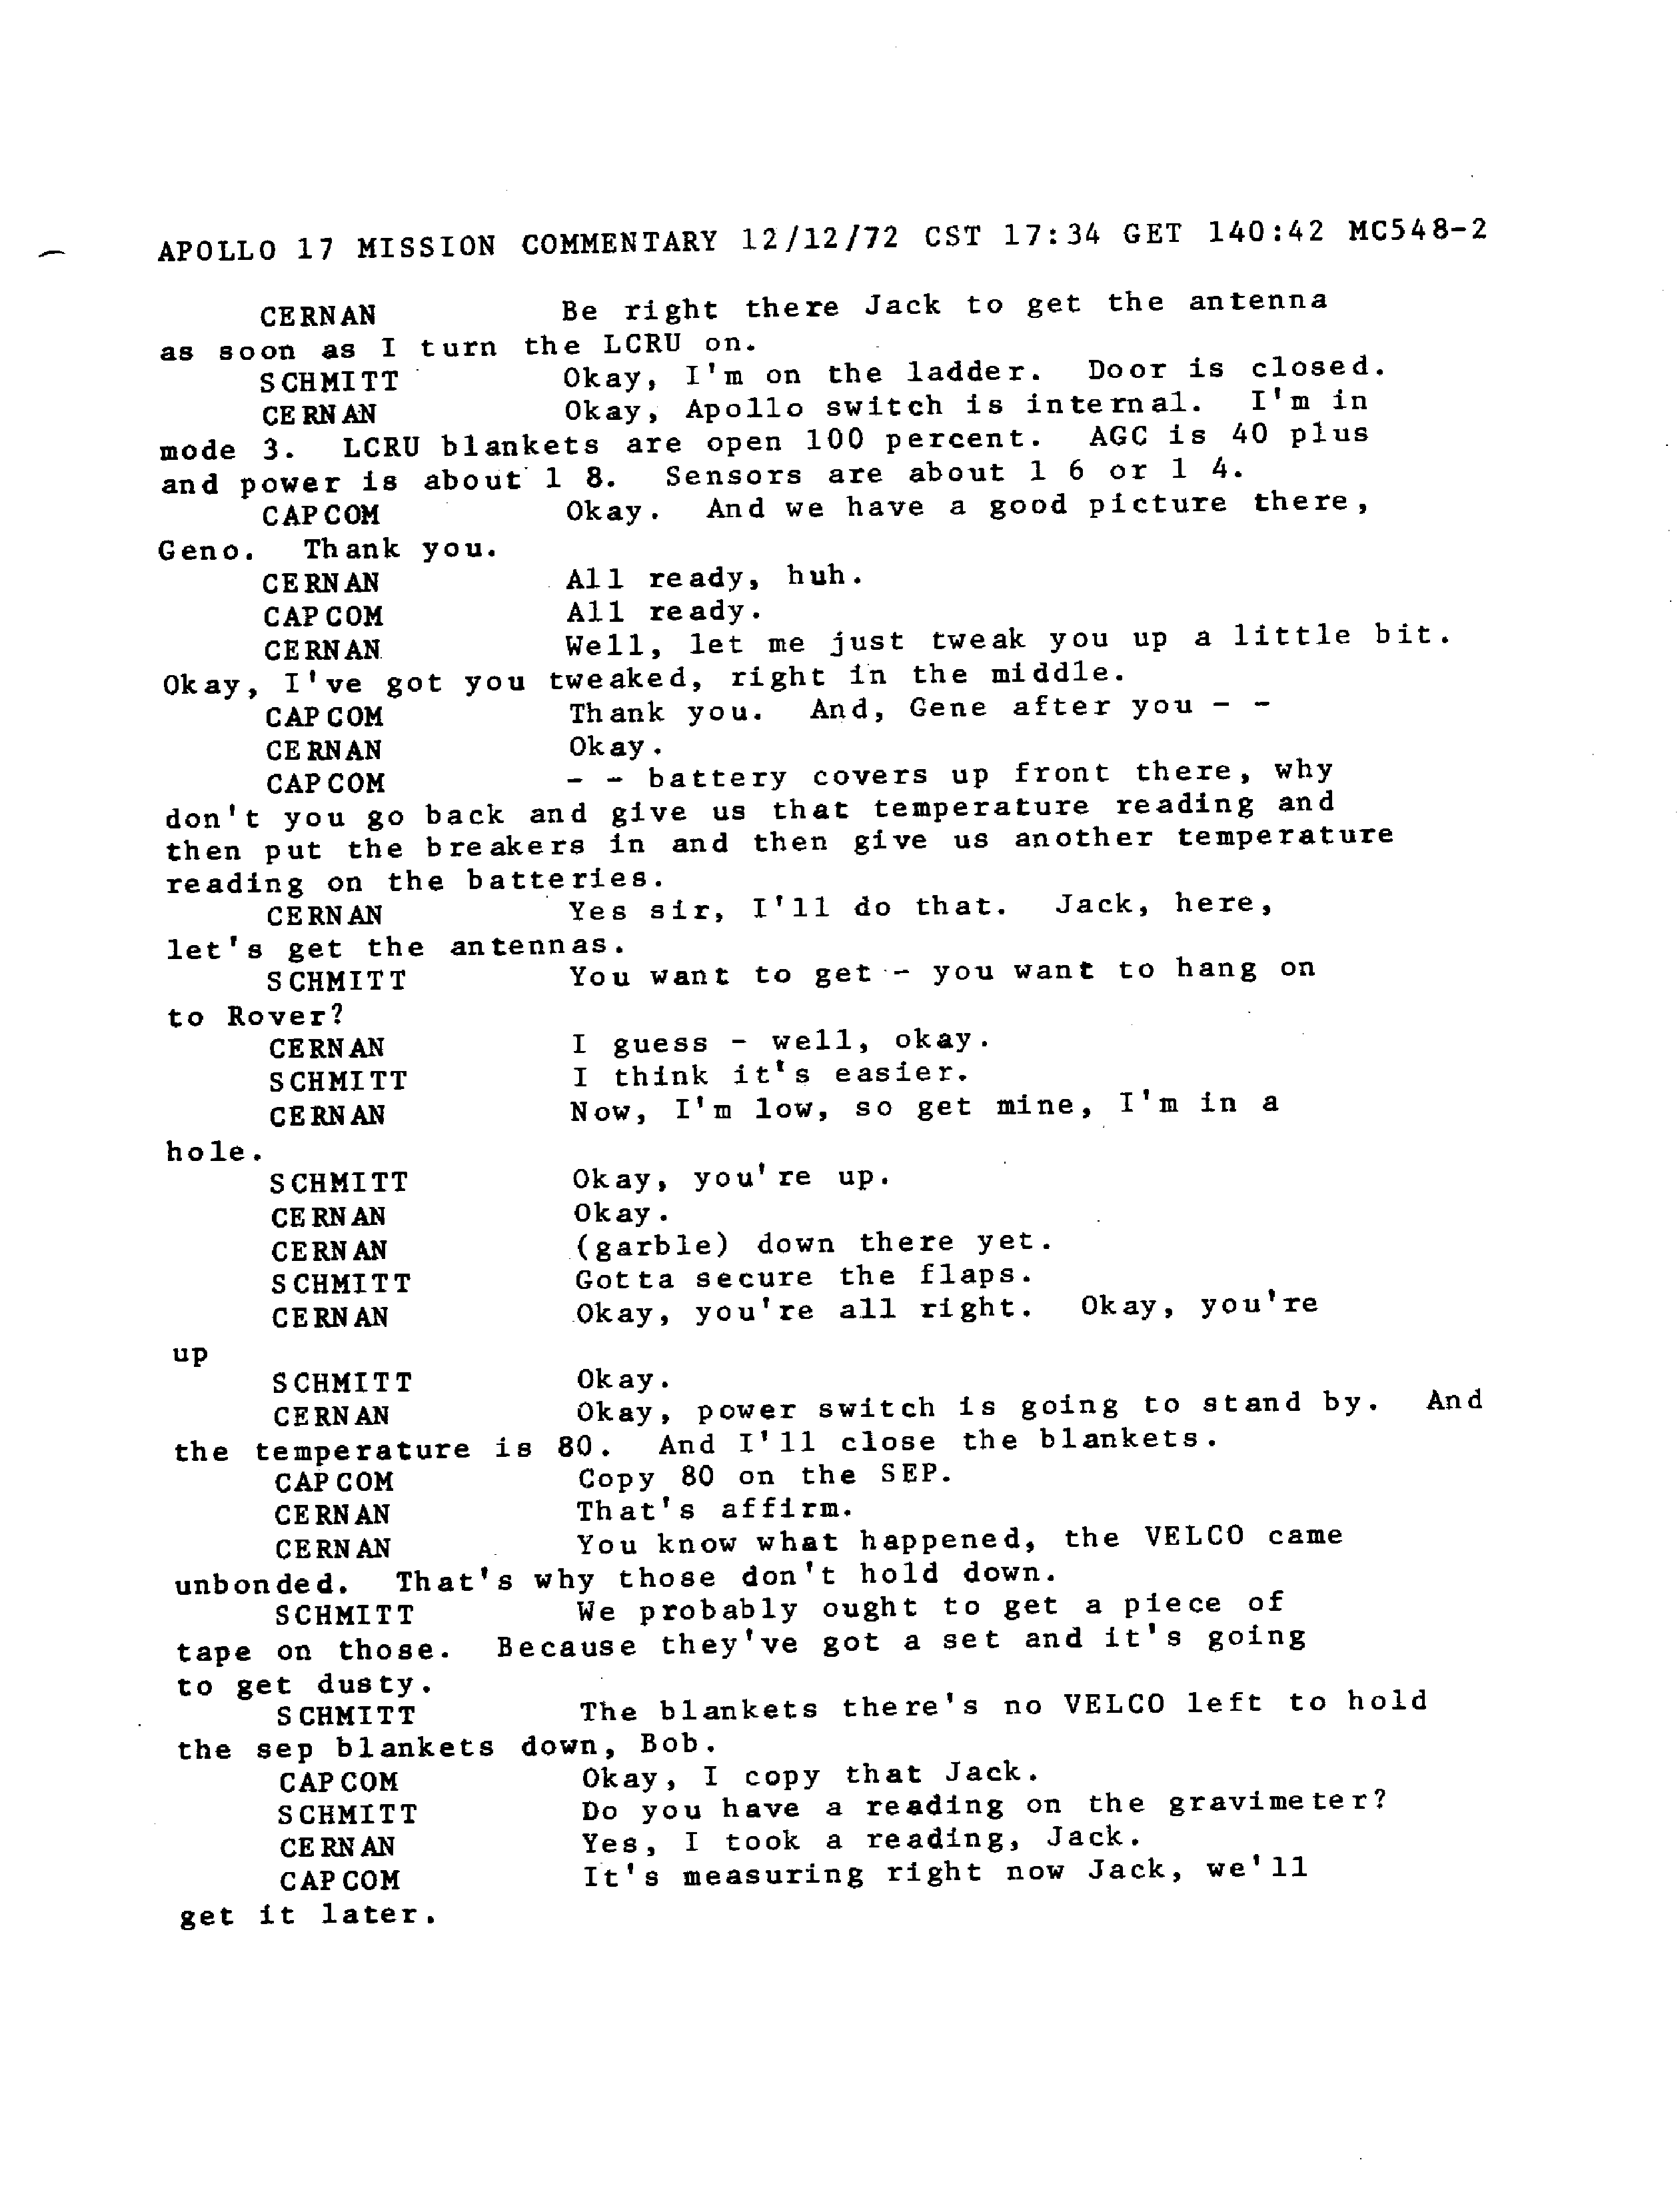 APOLLO 17 MISSION COMMENTARY 12/12/72 CST 17:34 GET 140:42 MC548-2
CERNAN Be right there Jack to get the antenna
as soon as I turn the LCRU on.
SCHMITT Okay, I'm on the ladder. Door is closed.
CERNAN Okay, Apollo switch is internal. I'm in
mode 3. LCRU blankets are open 100 percent. AGC is 40 plus
and power is about 1 8. Sensors are about 1 6 or 1 4.
CAPCOM Okay. And we have a good picture there,
Geno. Thank you.
CERNAN All ready, huh.
CAPCOM All ready.
CERNAN Well, let me just tweak you up a little bit.
Okay, I've got you tweaked, right in the middle.
CAPCOM Thank you. And, Gene after you - -
CERNAN Okay.
CAPCOM - - battery covers up front there, why
don't you go back and give us that temperature reading and
then put the breakers in and then give us another temperature
reading on the batteries.
CERNAN Yes sir, I'll do that. Jack, here,
let's get the antennas.
SCHMITT You want to get - you want to hang on
to Rover?
CERNAN I guess - well, okay.
SCHMITT I think it's easier.
CERNAN Now, I'm low, so get mine, I'm in a
hole.
SCHMITT Okay, you're up.
CERNAN Okay.
CERNAN (garble) down there yet.
SCHMITT Gotta secure the flaps.
CERNAN Okay, you're all right. Okay, you're
up
SCHMITT Okay.
CERNAN Okay, power switch is going to stand by. And
the temperature is 80. And I'll close the blankets.
CAPCOM Copy 80 on the SEP.
CERNAN That's affirm.
CERNAN You know what happened, the VELCO came
unbonded. That's why those don't hold down.
SCHMITT We probably ought to get a piece of
tape on those. Because they've got a set and it's going
to get dusty.
SCHMITT The blankets there's no VELCO left to hold
the sep blankets down, Bob.
CAPCOM Okay, I copy that Jack.
SCHMITT Do you have a reading on the gravimeter?
CERNAN Yes, I took a reading, Jack.
CAPCOM It's measuring right now Jack, we'll
get it later.